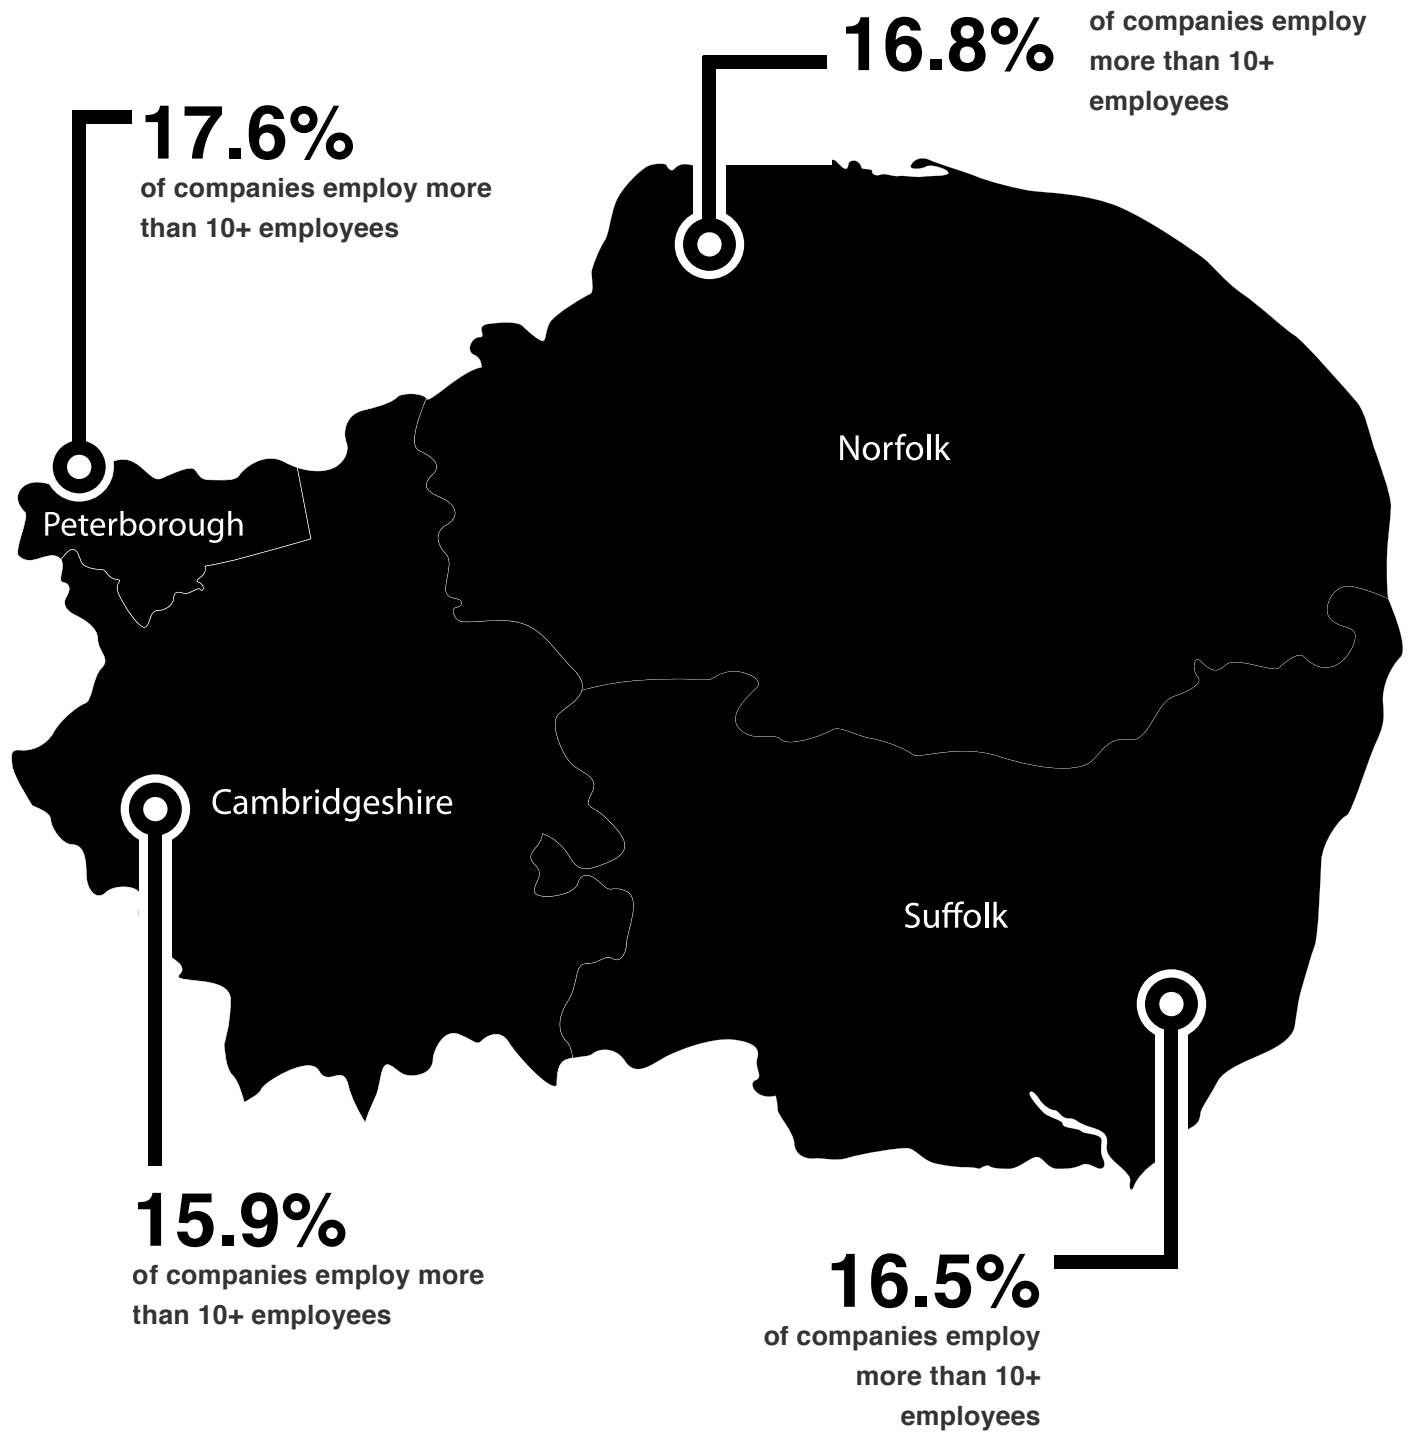 16.8%
of companies employ
more than 10+
employees
17.6%
of companies employ more
than 10+ employees
Norfolk
Peterborough
Cambridgeshire
Suffolk
15.9%
of companies employ more
than 10+ employees
16.5%
of companies employ
more than 10+
employees